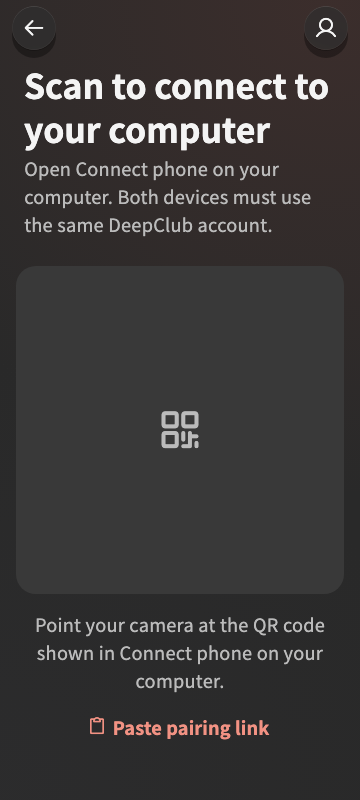 Scan to connect to
your computer
Open Connect phone on your
computer. Both devices must use
the same DeepClub account.
Point your camera at the QR code
shown in Connect phone on your
computer.
Paste pairing link